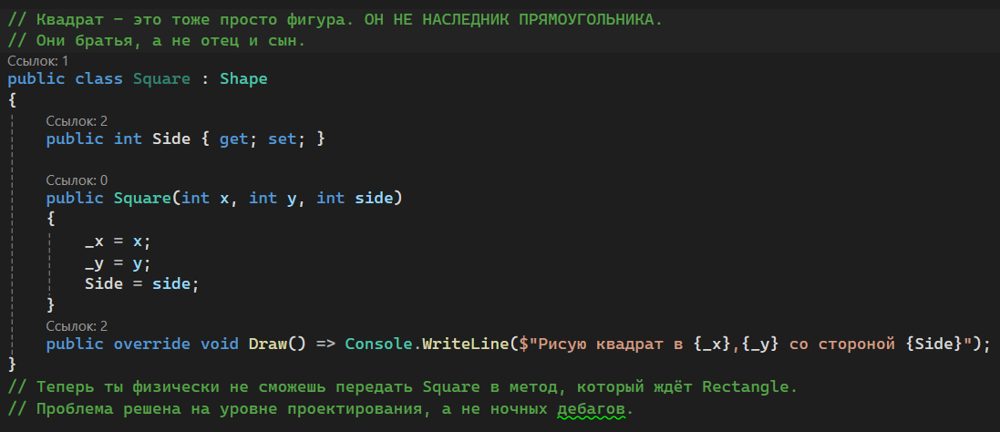 // Квадрат — это тоже просто фигура. ОН НЕ НАСЛЕДНИК ПРЯМОУГОЛЬНИКА.
// Они братья, а не отец и сын.
Ссылок: 1
public class Square : Shape
{
Ссылок: 2
public int Side { get; set; }
Ссылок: 0
public Square(int x, int y, int side)
{
_x = x;
_y = y;
Side = side;
}
Ссылок: 2
public override void Draw() => Console.WriteLine($"Рисую квадрат в {_x},{_y} со стороной {Side}");
}
// Теперь ты физически не сможешь передать Square в метод, который ждёт Rectangle.
// Проблема решена на уровне проектирования, а не ночных дебагов.